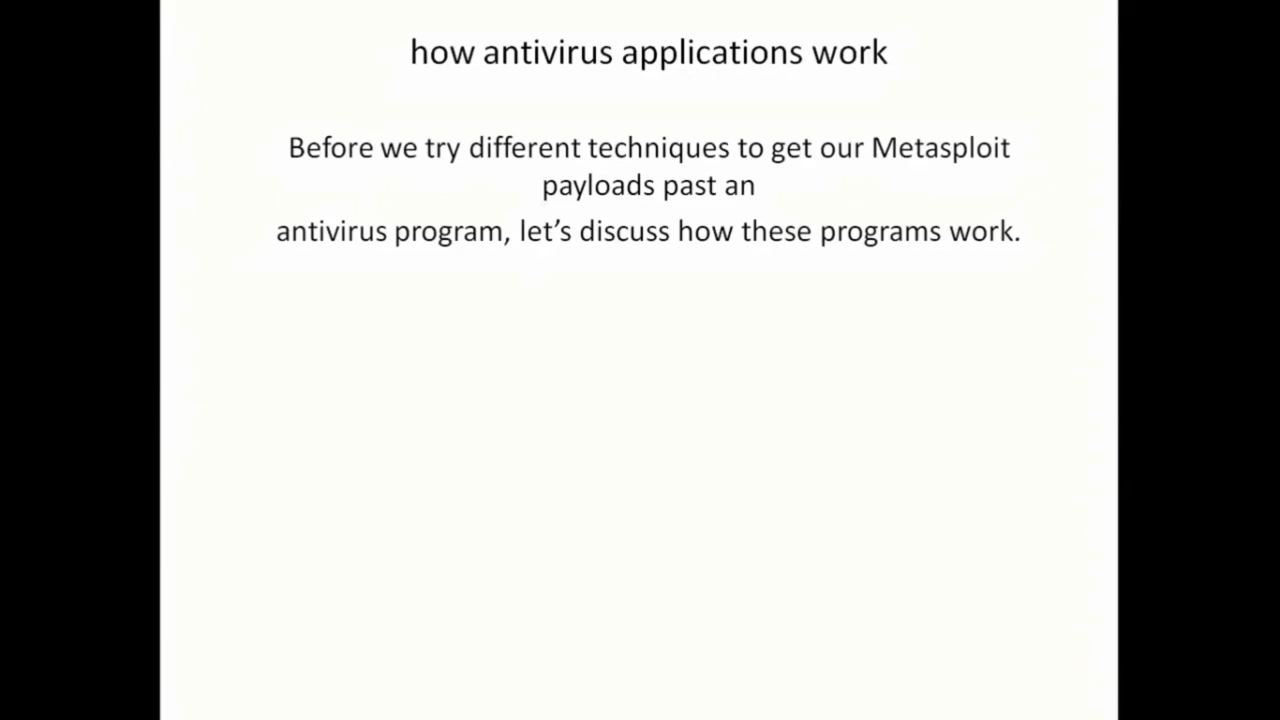 how antivirus applications work
Before we try different techniques to get our Metasploit
payloads past an
antivirus program, let’s discuss how these programs work.